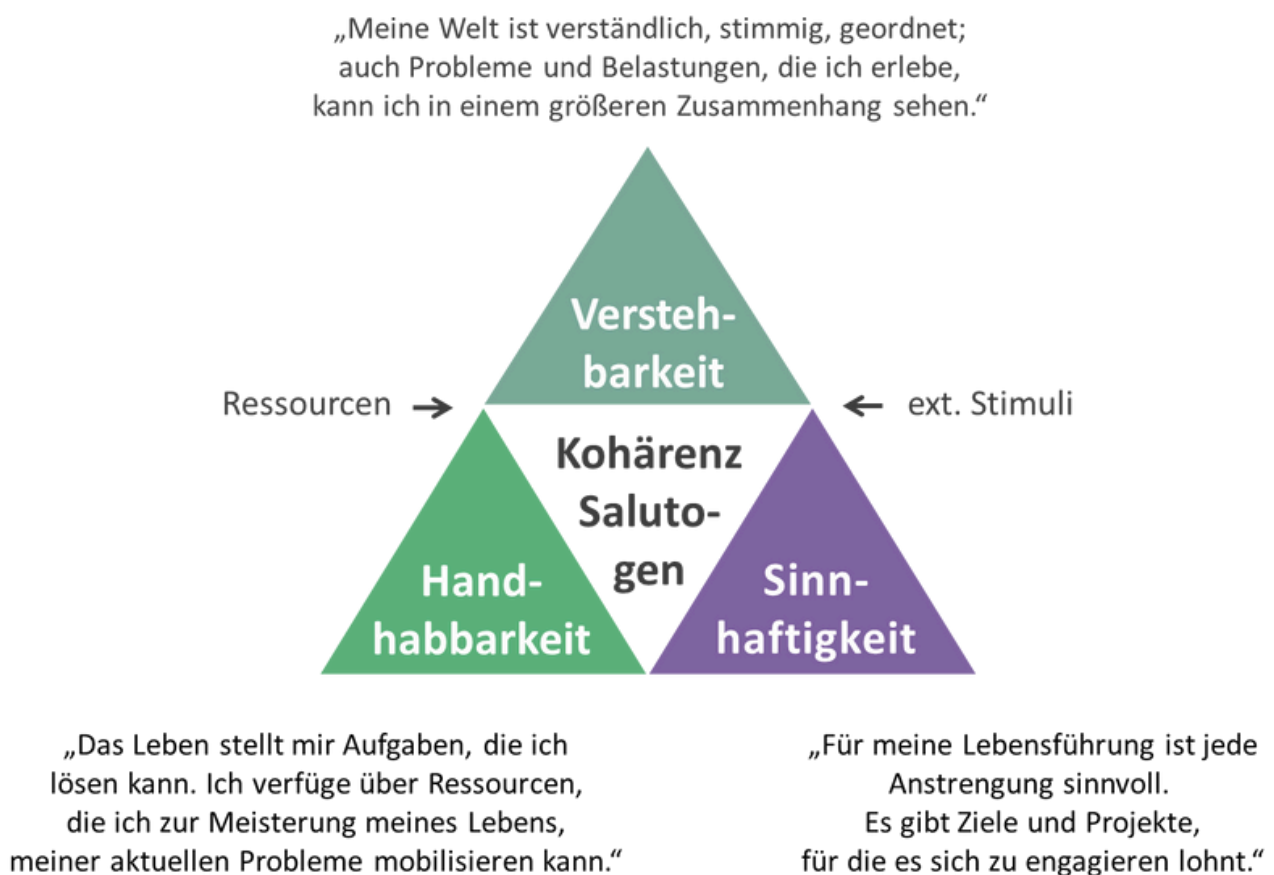 „Meine Welt ist verständlich, stimmig, geordnet;
auch Probleme und Belastungen, die ich erlebe,
kann ich in einem größeren Zusammenhang sehen.“
Versteh-
barkeit
Ressourcen →
← ext. Stimuli
Kohärenz
Saluto-
gen
Hand-
habbarkeit
Sinn-
haftigkeit
„Das Leben stellt mir Aufgaben, die ich
lösen kann. Ich verfüge über Ressourcen,
die ich zur Meisterung meines Lebens,
meiner aktuellen Probleme mobilisieren kann.“
„Für meine Lebensführung ist jede
Anstrengung sinnvoll.
Es gibt Ziele und Projekte,
für die es sich zu engagieren lohnt.“